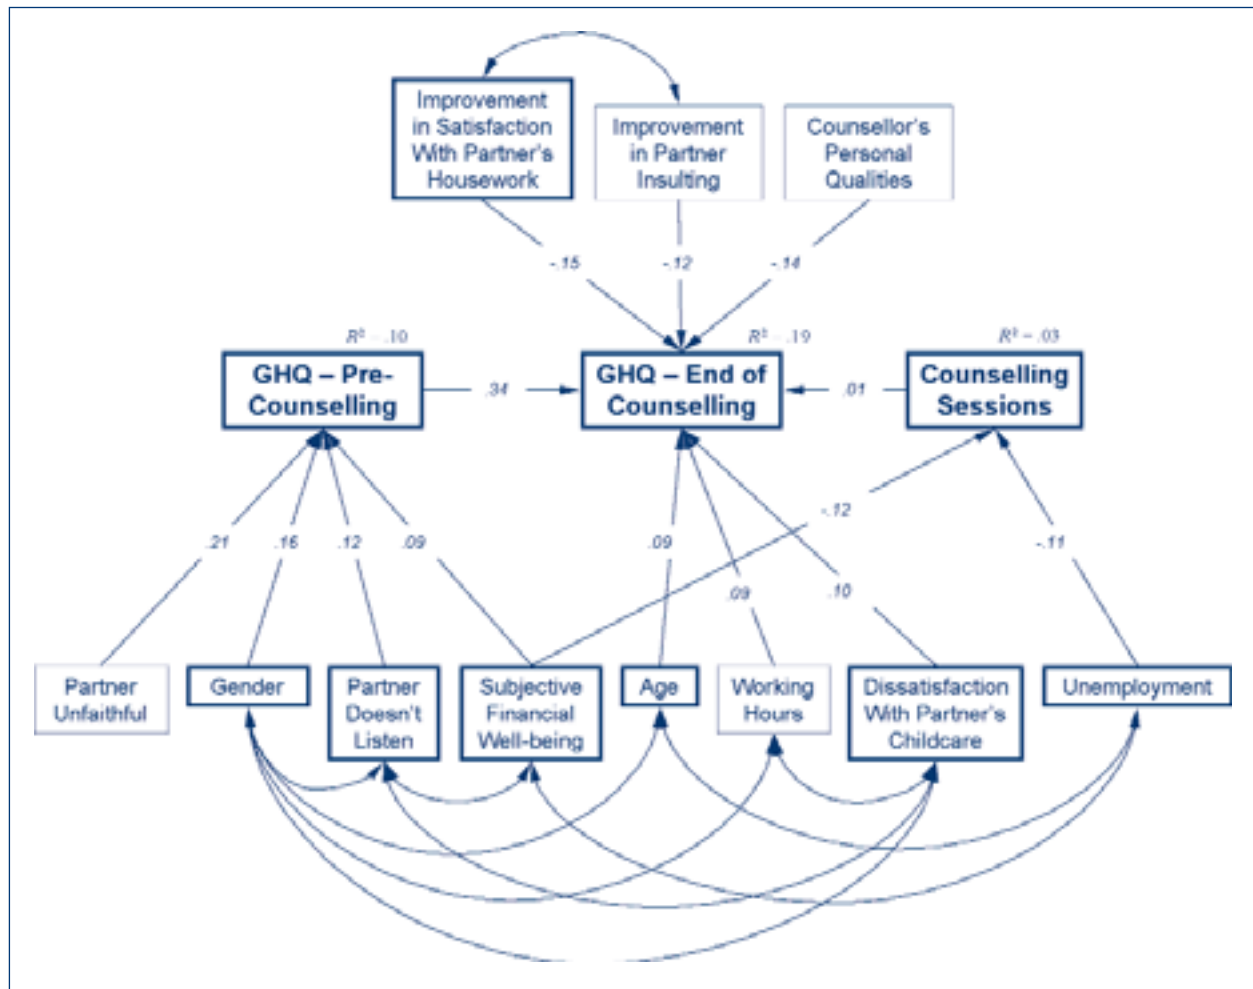 Improvement
in Satisfaction
With Partner's
Housework
Improvement
in Partner
Insulting
Counsellor's
Personal
Qualities
-.15
-.12
-.14
R² = .10
R² = .19
R² = .03
GHQ – Pre-
Counselling
.34
GHQ – End of
Counselling
.01
Counselling
Sessions
.21
.16
.12
.09
.09
-.12
.09
.10
-.11
Partner
Unfaithful
Gender
Partner
Doesn't
Listen
Subjective
Financial
Well-being
Age
Working
Hours
Dissatisfaction
With Partner's
Childcare
Unemployment